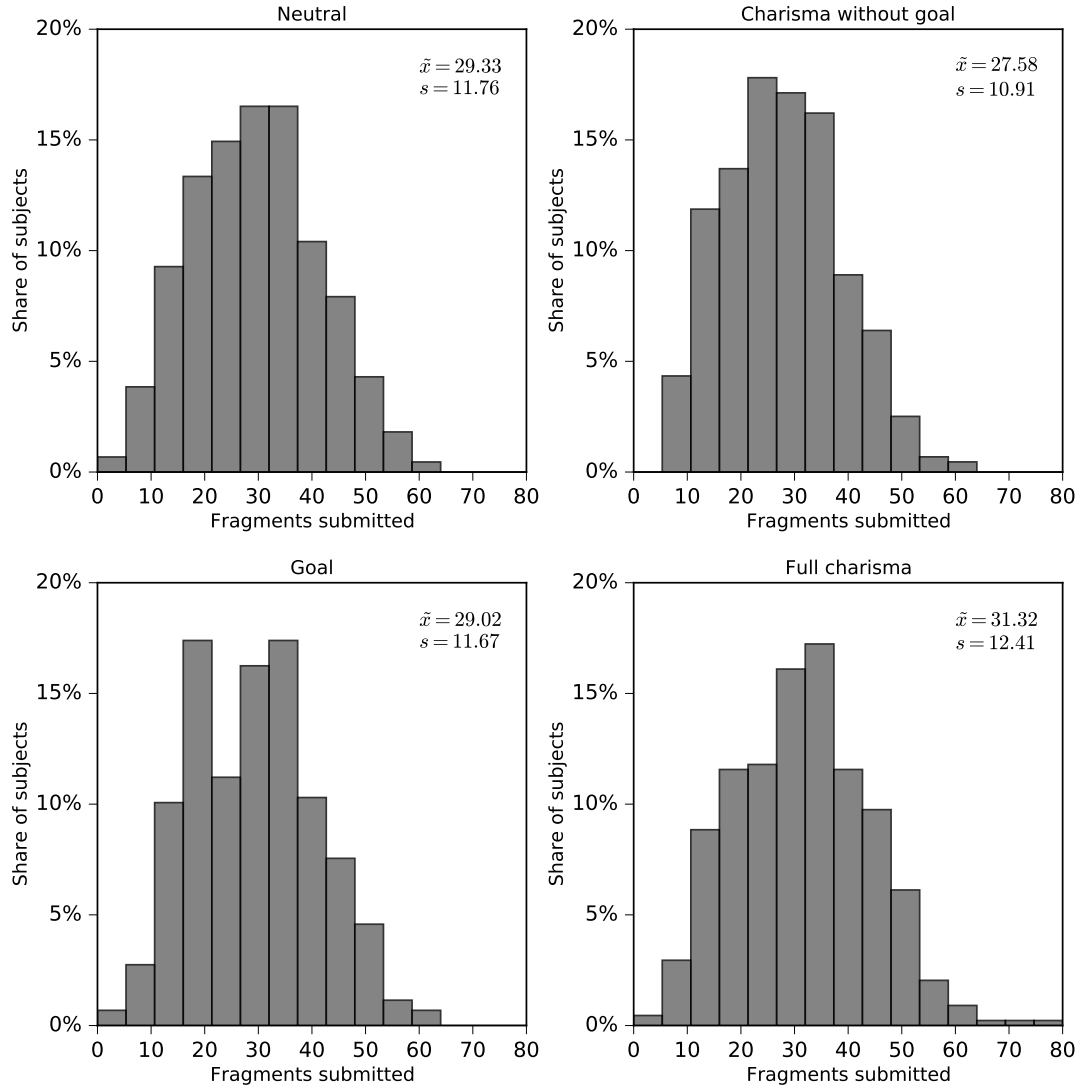 Neutral
20%
15%
10%
5%
0%
Share of subjects
x̃ = 29.33
s = 11.76
0 10 20 30 40 50 60 70 80
Fragments submitted
Charisma without goal
20%
15%
10%
5%
0%
Share of subjects
x̃ = 27.58
s = 10.91
0 10 20 30 40 50 60 70 80
Fragments submitted
Goal
20%
15%
10%
5%
0%
Share of subjects
x̃ = 29.02
s = 11.67
0 10 20 30 40 50 60 70 80
Fragments submitted
Full charisma
20%
15%
10%
5%
0%
Share of subjects
x̃ = 31.32
s = 12.41
0 10 20 30 40 50 60 70 80
Fragments submitted